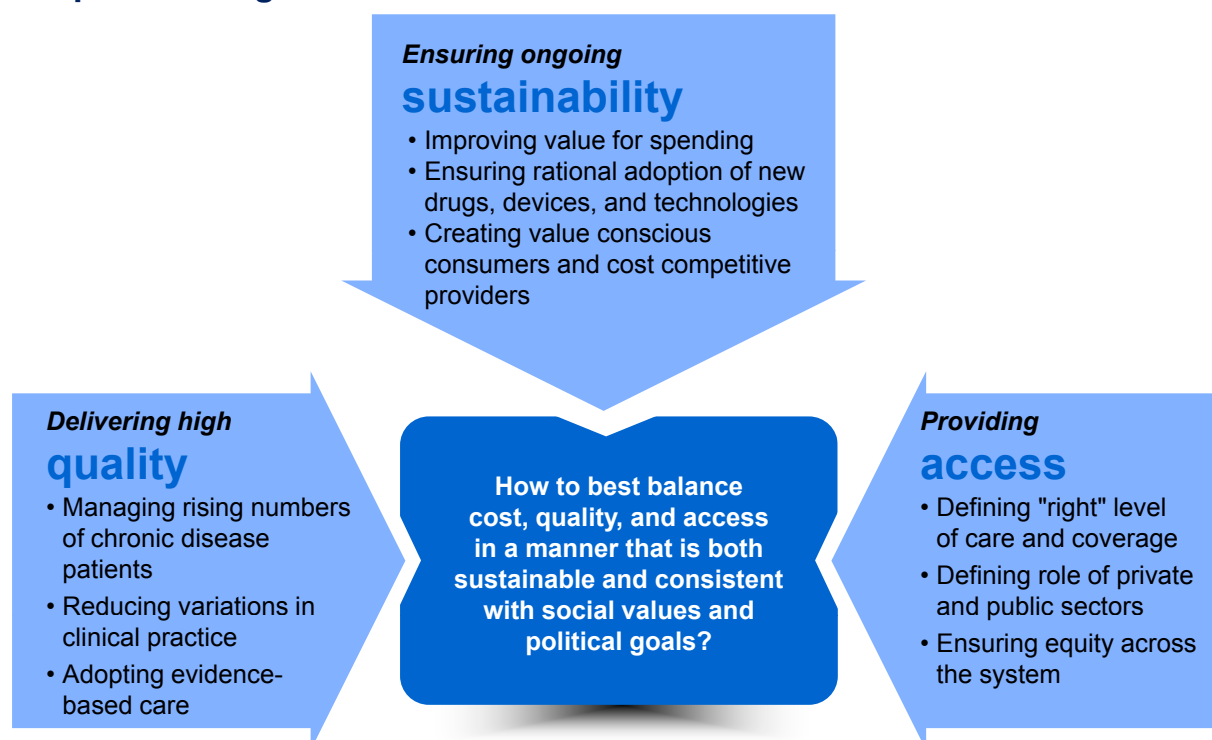 Ensuring ongoing
sustainability
• Improving value for spending
• Ensuring rational adoption of new
drugs, devices, and technologies
• Creating value conscious
consumers and cost competitive
providers
Delivering high
quality
• Managing rising numbers
of chronic disease
patients
• Reducing variations in
clinical practice
• Adopting evidence-
based care
How to best balance
cost, quality, and access
in a manner that is both
sustainable and consistent
with social values and
political goals?
Providing
access
• Defining "right" level
of care and coverage
• Defining role of private
and public sectors
• Ensuring equity across
the system